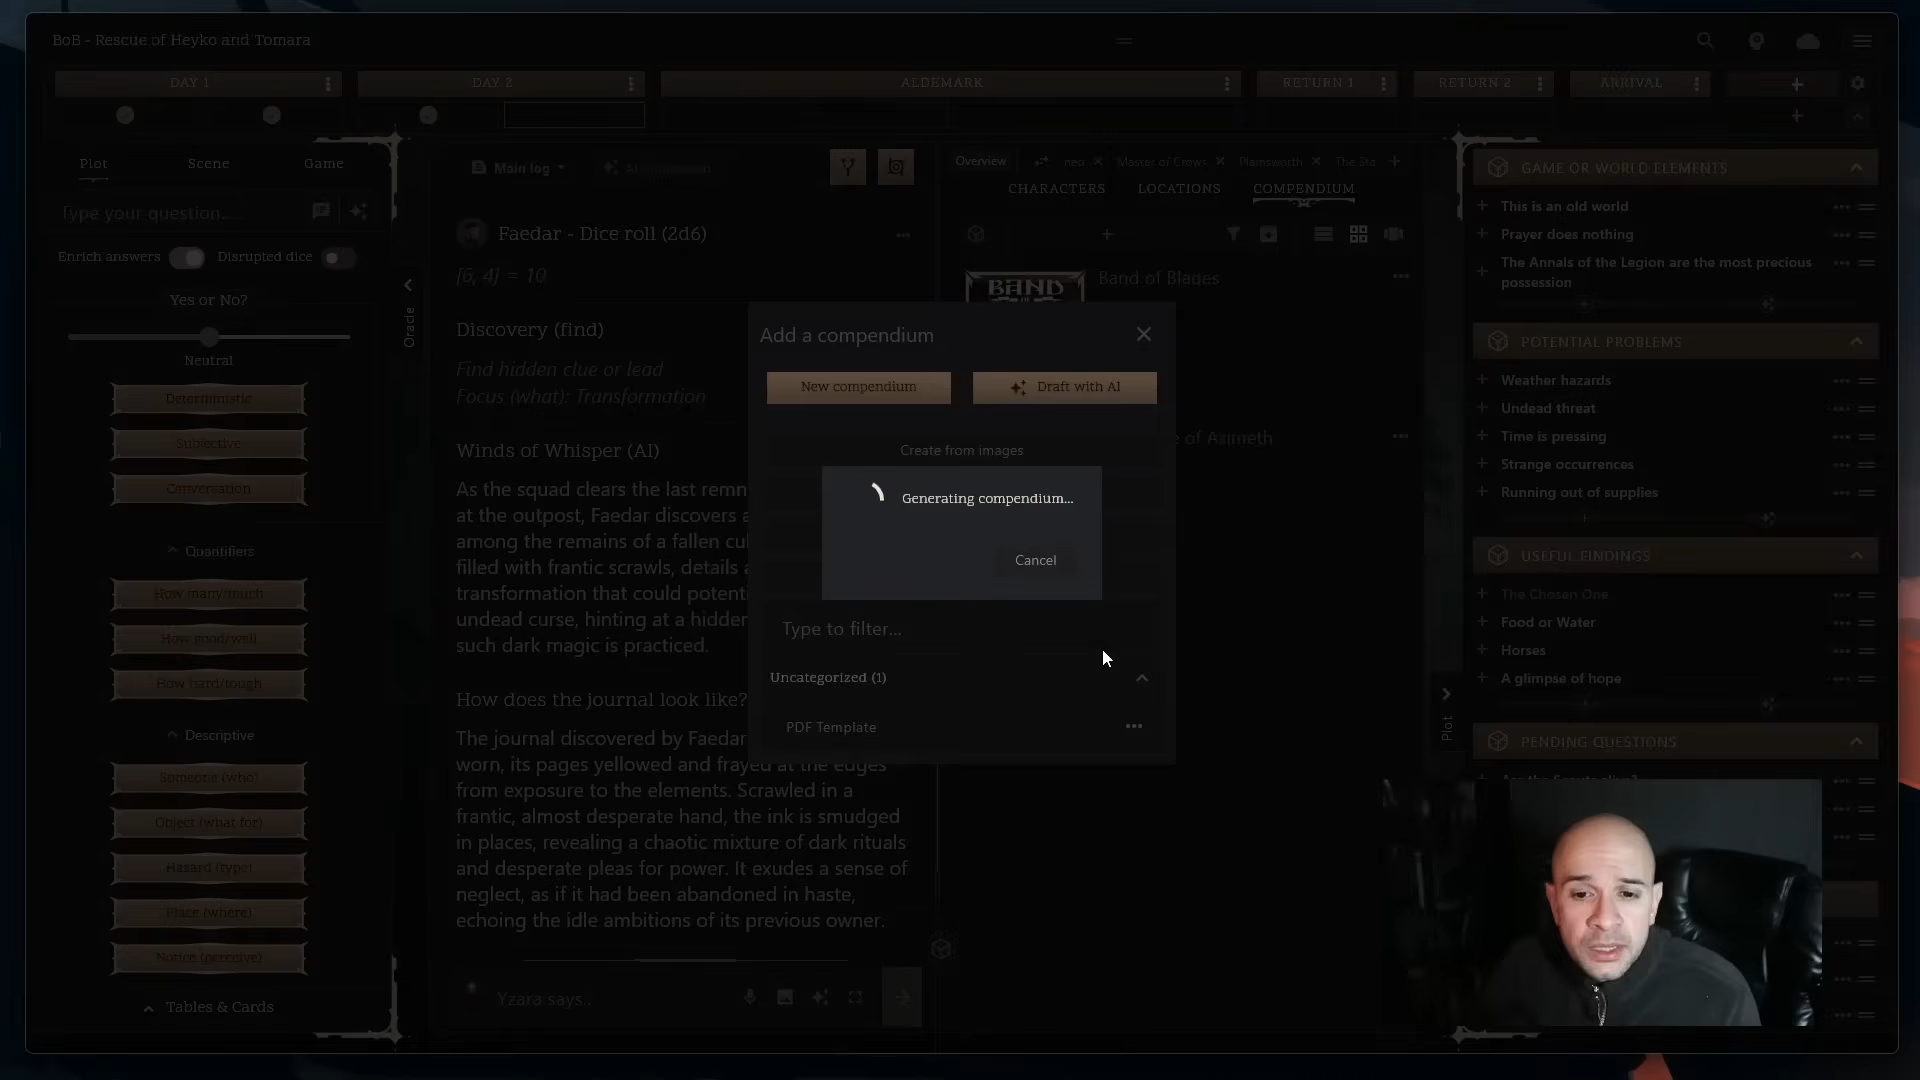 BoB - Rescue of Heyko and Tomara
DAY 1
DAY 2
ALDEMARK
RETURN 1
RETURN 2
ARRIVAL
Plot
Scene
Game
Type your question...
Enrich answers
Disrupted dice
Yes or No?
Neutral
Deterministic
Subjective
Conversation
Quantifiers
How many/much
How good/well
How hard/tough
Descriptive
Someone (who)
Object (what for)
Hazard (type)
Place (where)
Notice (perceive)
Tables & Cards
Oracle
Main log
AI companion
Faedar - Dice roll (2d6)
[6, 4] = 10
Discovery (find)
Find hidden clue or lead
Focus (what): Transformation
Winds of Whisper (AI)
As the squad clears the last remn
at the outpost, Faedar discovers a
among the remains of a fallen cul
filled with frantic scrawls, details a
transformation that could potent
undead curse, hinting at a hidden
such dark magic is practiced.
How does the journal look like?
The journal discovered by Faedar
worn, its pages yellowed and frayed at the edges
from exposure to the elements. Scrawled in a
frantic, almost desperate hand, the ink is smudged
in places, revealing a chaotic mixture of dark rituals
and desperate pleas for power. It exudes a sense of
neglect, as if it had been abandoned in haste,
echoing the idle ambitions of its previous owner.
Yzara says..
Overview
Master of Crows
Plainsworth
The Sto
CHARACTERS
LOCATIONS
COMPENDIUM
BAND
Band of Blades
of Azimeth
Add a compendium
New compendium
Draft with AI
Create from images
Generating compendium...
Cancel
Type to filter...
Uncategorized (1)
PDF Template
Plot
GAME OR WORLD ELEMENTS
This is an old world
Prayer does nothing
The Annals of the Legion are the most precious
possession
POTENTIAL PROBLEMS
Weather hazards
Undead threat
Time is pressing
Strange occurrences
Running out of supplies
USEFUL FINDINGS
The Chosen One
Food or Water
Horses
A glimpse of hope
PENDING QUESTIONS
Are the Scouts alive?